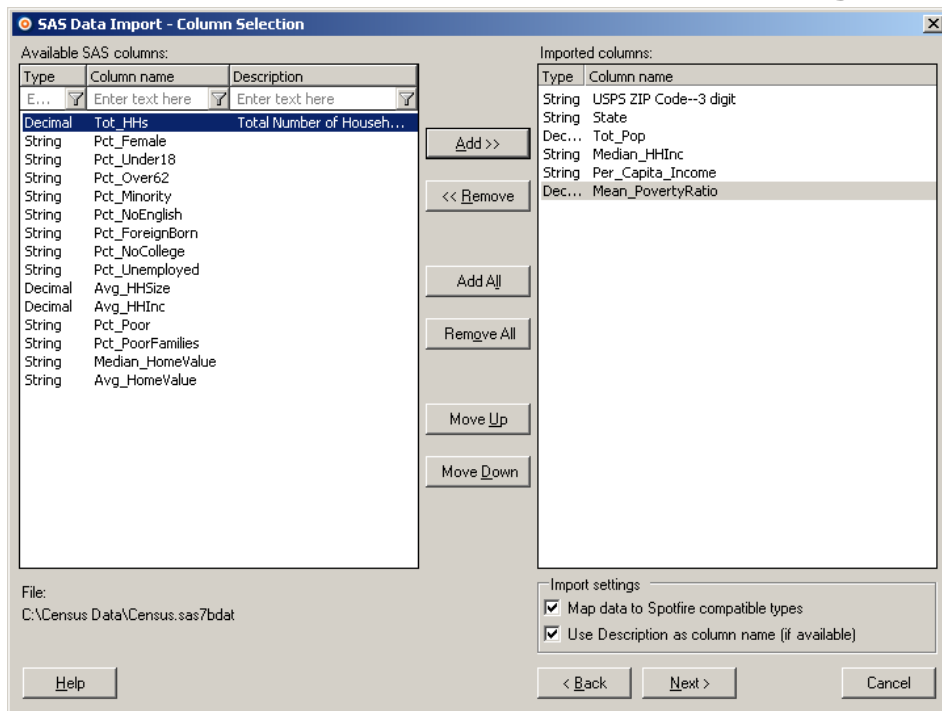 SAS Data Import - Column Selection
Available SAS columns:
Type Column name Description
E... Enter text here Enter text here
Decimal Tot_HHs Total Number of Househ...
String Pct_Female
String Pct_Under18
String Pct_Over62
String Pct_Minority
String Pct_NoEnglish
String Pct_ForeignBorn
String Pct_NoCollege
String Pct_Unemployed
Decimal Avg_HHSize
Decimal Avg_HHInc
String Pct_Poor
String Pct_PoorFamilies
String Median_HomeValue
String Avg_HomeValue
Add >>
<< Remove
Add All
Remove All
Move Up
Move Down
Imported columns:
Type Column name
String USPS ZIP Code--3 digit
String State
Dec... Tot_Pop
String Median_HHInc
String Per_Capita_Income
Dec... Mean_PovertyRatio
File:
C:\Census Data\Census.sas7bdat
Import settings
Map data to Spotfire compatible types
Use Description as column name (if available)
Help
< Back
Next >
Cancel